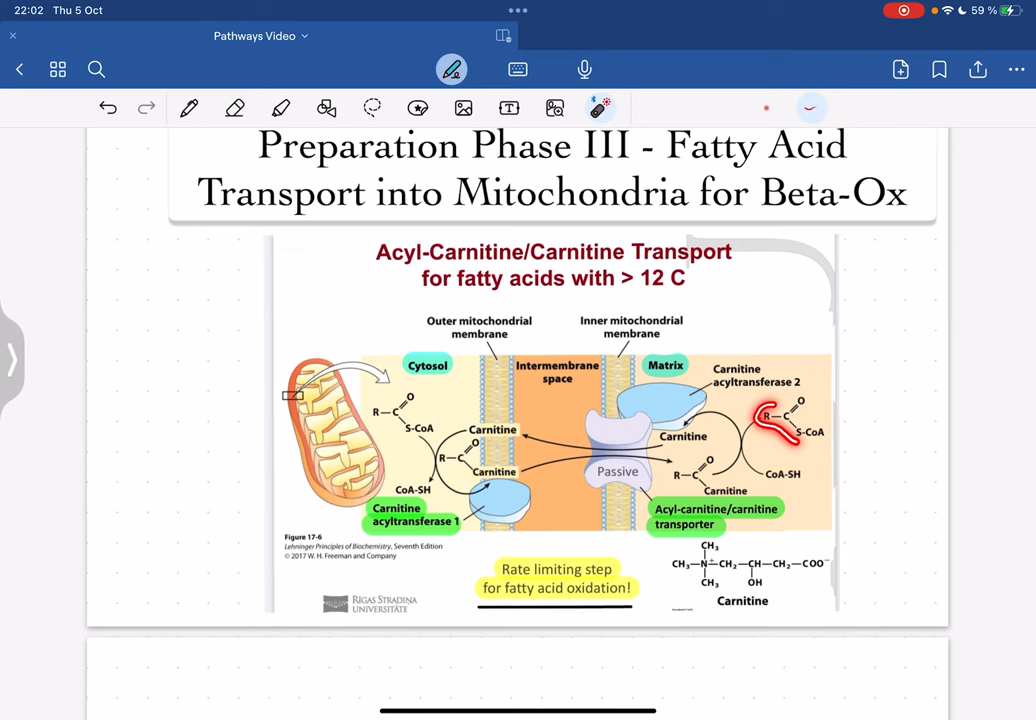 22:02 Thu 5 Oct
59 %
Pathways Video
Preparation Phase III - Fatty Acid
Transport into Mitochondria for Beta-Ox
Acyl-Carnitine/Carnitine Transport
for fatty acids with > 12 C
Outer mitochondrial
membrane
Inner mitochondrial
membrane
Cytosol
Intermembrane
space
Matrix
Carnitine
acyltransferase 2
R—C
O
S-CoA
Carnitine
R—C
O
Carnitine
CoA-SH
Carnitine
acyltransferase 1
Passive
Carnitine
R—C
O
Carnitine
R—C
O
S-CoA
CoA-SH
Acyl-carnitine/carnitine
transporter
Figure 17-6
Lehninger Principles of Biochemistry, Seventh Edition
© 2017 W. H. Freeman and Company
Rate limiting step
for fatty acid oxidation!
CH₃
CH₃—N⁺—CH₂—CH—CH₂—COO⁻
CH₃ OH
Carnitine
RĪGAS STRADIŅA
UNIVERSITĀTE